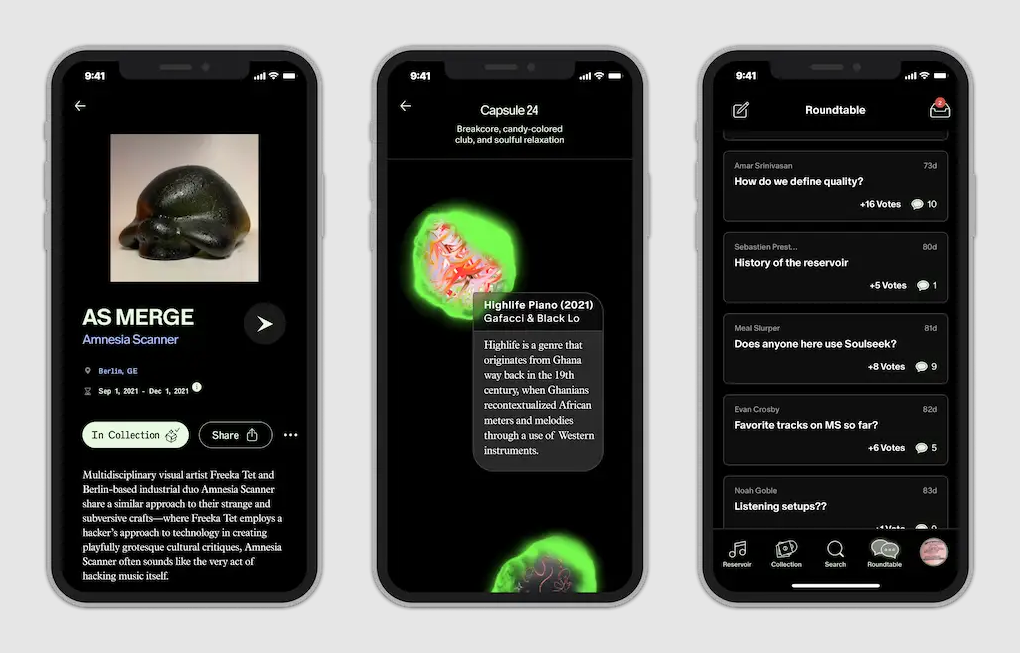 9:41
AS MERGE
Amnesia Scanner
Berlin, GE
Sep 1, 2021 - Dec 1, 2021
In Collection
Share
Multidisciplinary visual artist Freeka Tet and
Berlin-based industrial duo Amnesia Scanner
share a similar approach to their strange and
subversive crafts—where Freeka Tet employs a
hacker's approach to technology in creating
playfully grotesque cultural critiques, Amnesia
Scanner often sounds like the very act of
hacking music itself.
9:41
Capsule 24
Breakcore, candy-colored
club, and soulful relaxation
Highlife Piano (2021)
Gafacci & Black Lo
Highlife is a genre that
originates from Ghana
way back in the 19th
century, when Ghanians
recontextualized African
meters and melodies
through a use of Western
instruments.
9:41
Roundtable
2
Amar Srinivasan 73d
How do we define quality?
+16 Votes 10
Sebastien Prest... 80d
History of the reservoir
+5 Votes 1
Meal Slurper 81d
Does anyone here use Soulseek?
+8 Votes 9
Evan Crosby 82d
Favorite tracks on MS so far?
+6 Votes 5
Noah Goble 83d
Listening setups??
Reservoir Collection Search Roundtable